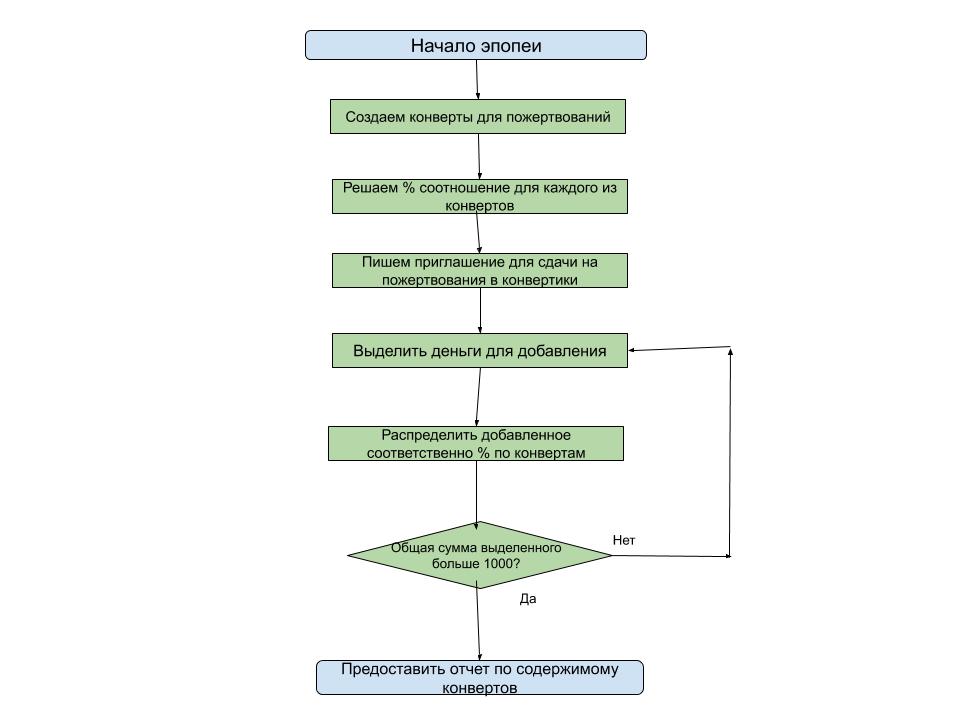 Начало эпопеи
Создаем конверты для пожертвований
Решаем % соотношение для каждого из
конвертов
Пишем приглашение для сдачи на
пожертвования в конвертики
Выделить деньги для добавления
Распределить добавленное
соответственно % по конвертам
Общая сумма выделенного
больше 1000?
Нет
Да
Предоставить отчет по содержимому
конвертов